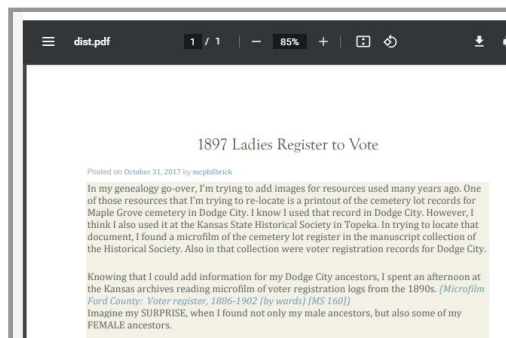 dist.pdf 1 / 1 85%
1897 Ladies Register to Vote
Posted on October 31, 2017 by mcphilbrick
In my genealogy go-over, I'm trying to add images for resources used many years ago. One
of those resources that I'm trying to re-locate is a printout of the cemetery lot records for
Maple Grove cemetery in Dodge City. I know I used that record in Dodge City. However, I
think I also used it at the Kansas State Historical Society in Topeka. In trying to locate that
document, I found a microfilm of the cemetery lot register in the manuscript collection of
the Historical Society. Also in that collection were voter registration records for Dodge City.
Knowing that I could add information for my Dodge City ancestors, I spent an afternoon at
the Kansas archives reading microfilm of voter registration logs from the 1890s. (Microfilm
Ford County: Voter register, 1886-1902 (by wards) [MS 160])
Imagine my SURPRISE, when I found not only my male ancestors, but also some of my
FEMALE ancestors.